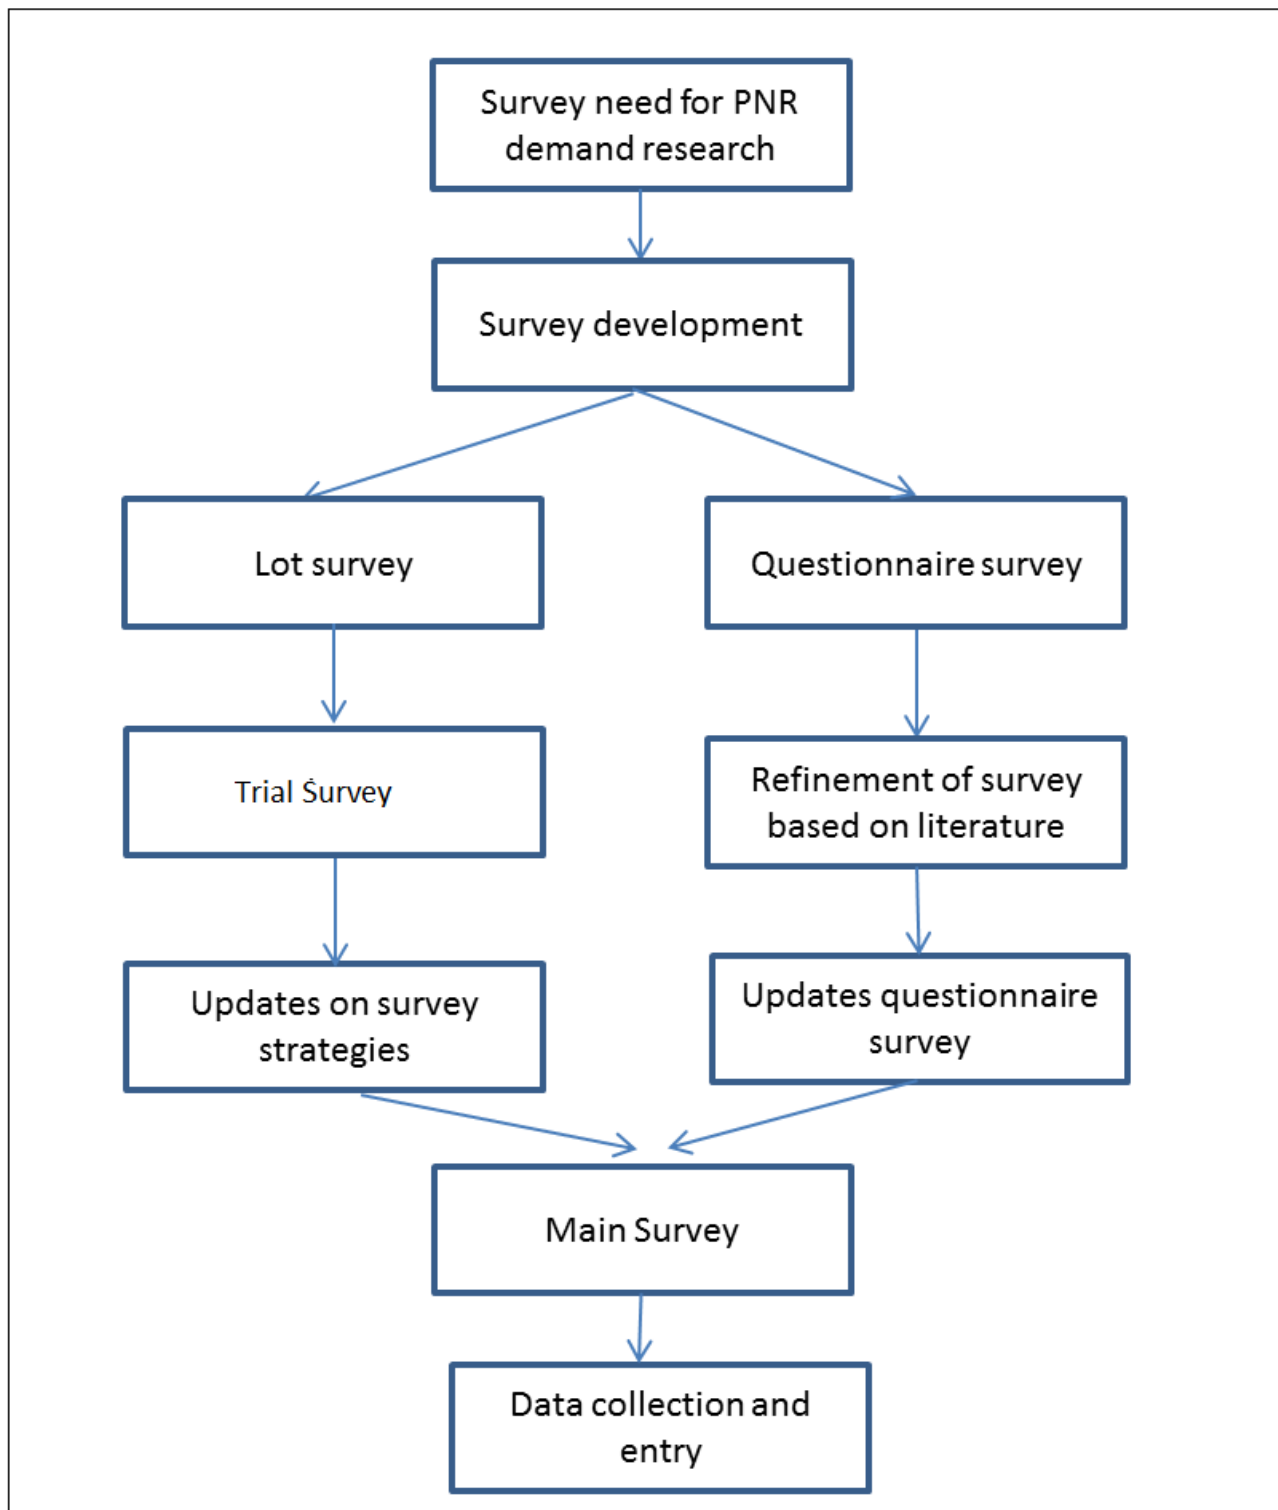 Survey need for PNR
demand research
Survey development
Lot survey
Questionnaire survey
Trial Survey
Refinement of survey
based on literature
Updates on survey
strategies
Updates questionnaire
survey
Main Survey
Data collection and
entry